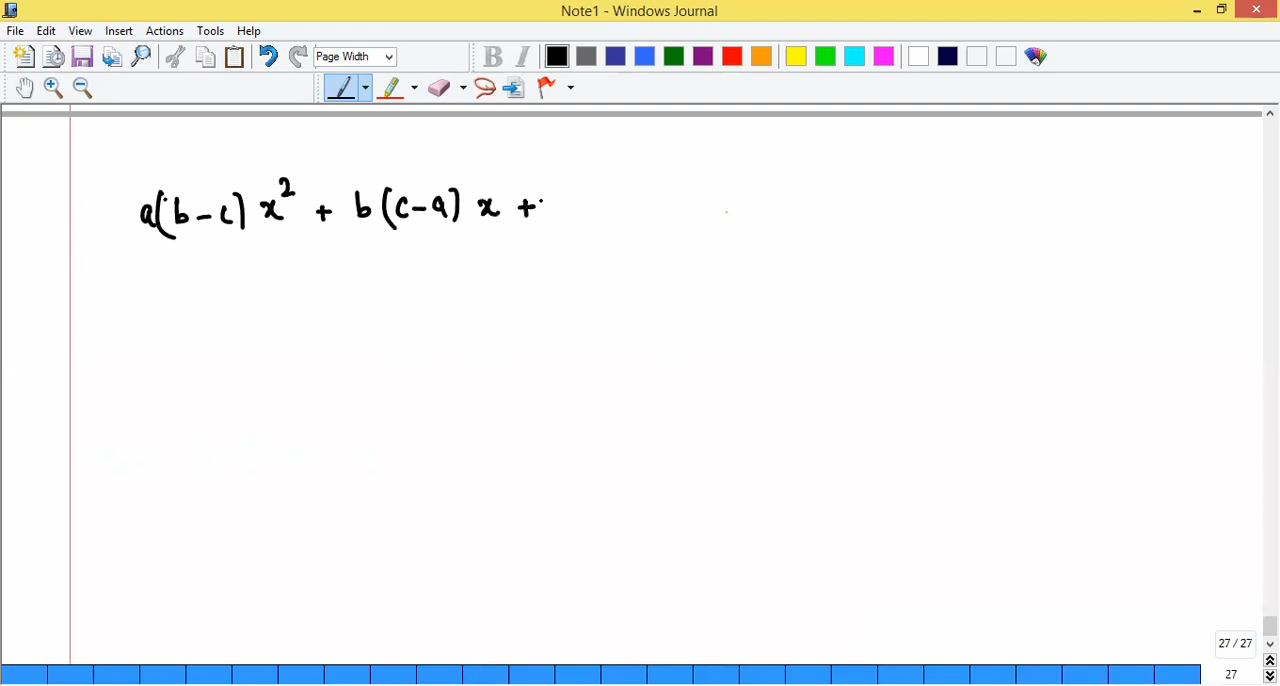 Note1 - Windows Journal
File Edit View Insert Actions Tools Help
Page Width B I
a(b-c) x² + b(c-a) x +
27 / 27
27